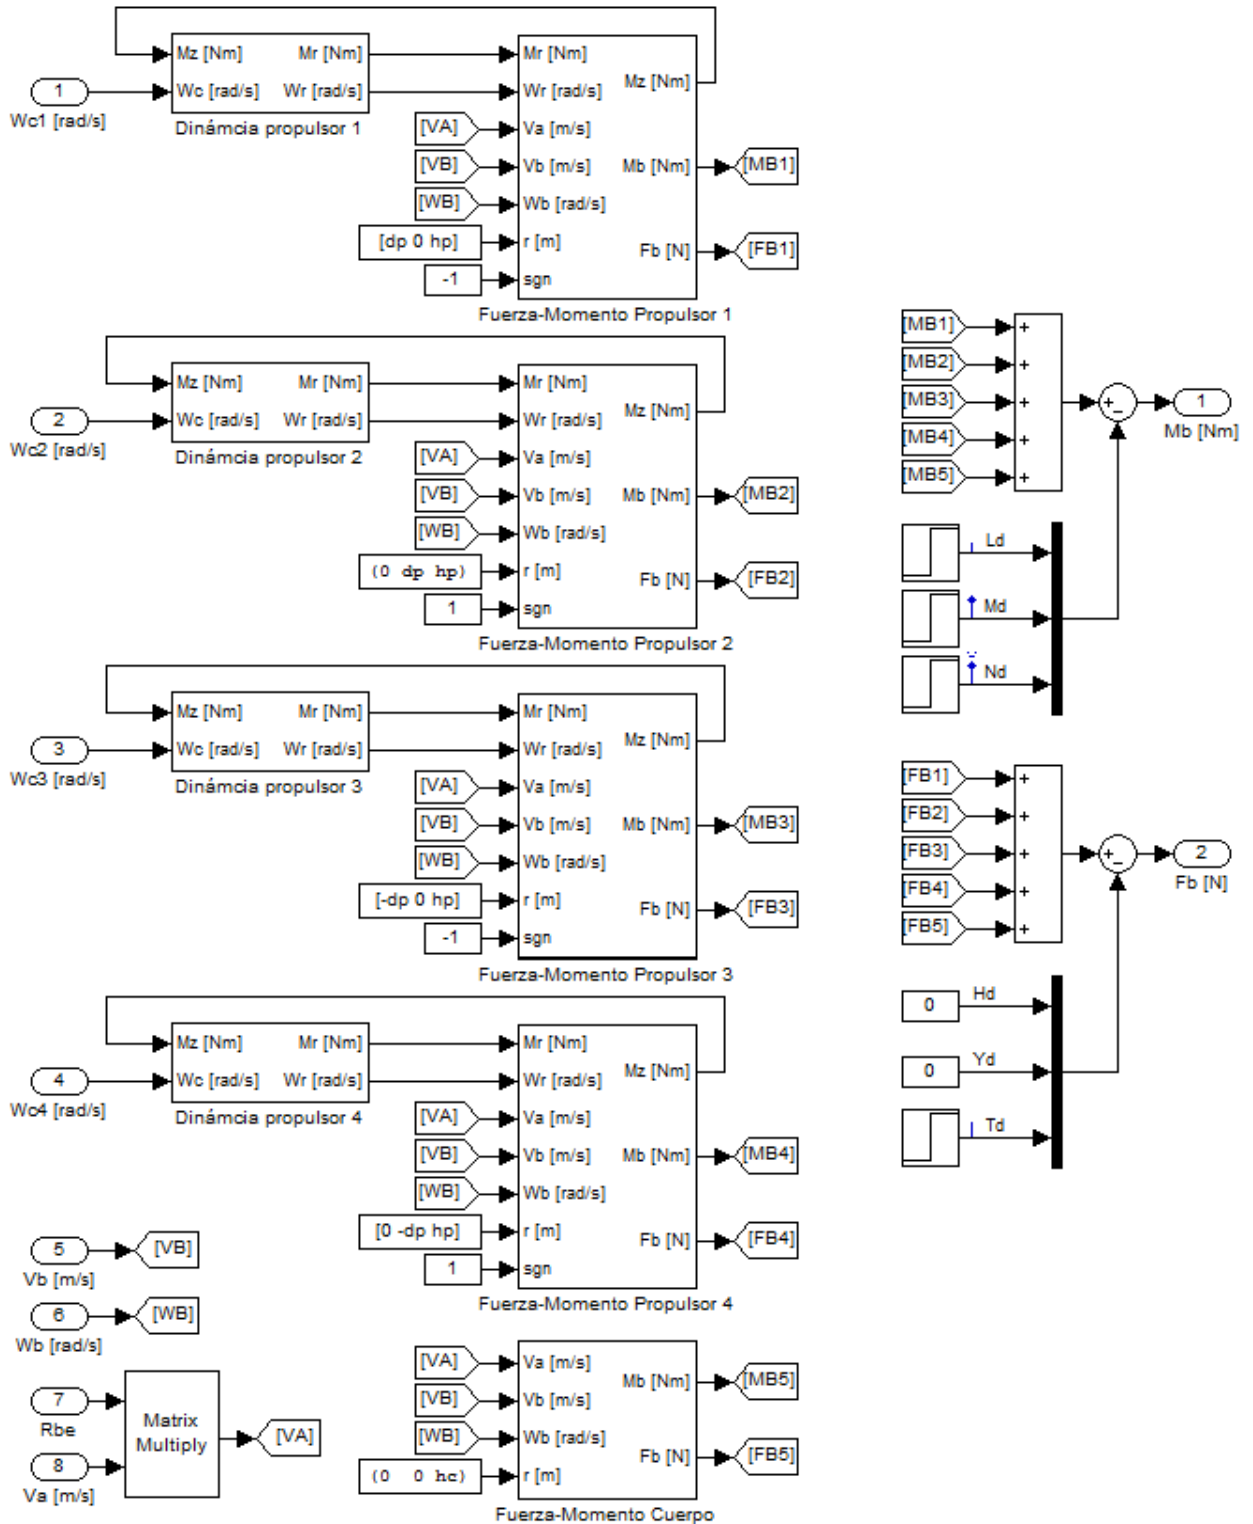 Mz [Nm]
Mr [Nm]
Wc [rad/s]
Wr [rad/s]
1
Wc1 [rad/s]
Dinámcia propulsor 1
Mr [Nm]
Wr [rad/s]
Mz [Nm]
[VA]
Va [m/s]
[VB]
Vb [m/s]
Mb [Nm]
[MB1]
[WB]
Wb [rad/s]
[dp 0 hp]
r [m]
Fb [N]
[FB1]
-1
sgn
Fuerza-Momento Propulsor 1
Mz [Nm]
Mr [Nm]
Wc [rad/s]
Wr [rad/s]
2
Wc2 [rad/s]
Dinámcia propulsor 2
Mr [Nm]
Wr [rad/s]
Mz [Nm]
[VA]
Va [m/s]
[VB]
Vb [m/s]
Mb [Nm]
[MB2]
[WB]
Wb [rad/s]
(0 dp hp)
r [m]
Fb [N]
[FB2]
1
sgn
Fuerza-Momento Propulsor 2
Mz [Nm]
Mr [Nm]
Wc [rad/s]
Wr [rad/s]
3
Wc3 [rad/s]
Dinámcia propulsor 3
Mr [Nm]
Wr [rad/s]
Mz [Nm]
[VA]
Va [m/s]
[VB]
Vb [m/s]
Mb [Nm]
[MB3]
[WB]
Wb [rad/s]
[-dp 0 hp]
r [m]
Fb [N]
[FB3]
-1
sgn
Fuerza-Momento Propulsor 3
Mz [Nm]
Mr [Nm]
Wc [rad/s]
Wr [rad/s]
4
Wc4 [rad/s]
Dinámcia propulsor 4
Mr [Nm]
Wr [rad/s]
Mz [Nm]
[VA]
Va [m/s]
[VB]
Vb [m/s]
Mb [Nm]
[MB4]
[WB]
Wb [rad/s]
[0 -dp hp]
r [m]
Fb [N]
[FB4]
1
sgn
Fuerza-Momento Propulsor 4
5
Vb [m/s]
[VB]
6
Wb [rad/s]
[WB]
7
Rbe
8
Va [m/s]
Matrix
Multiply
[VA]
[VA]
Va [m/s]
Mb [Nm]
[MB5]
[VB]
Vb [m/s]
[WB]
Wb [rad/s]
Fb [N]
[FB5]
(0 0 hc)
r [m]
Fuerza-Momento Cuerpo
[MB1]
+
[MB2]
+
[MB3]
+
[MB4]
+
[MB5]
+
+
−
1
Mb [Nm]
Ld
Md
Nd
[FB1]
+
[FB2]
+
[FB3]
+
[FB4]
+
[FB5]
+
+
−
2
Fb [N]
0
Hd
0
Yd
Td